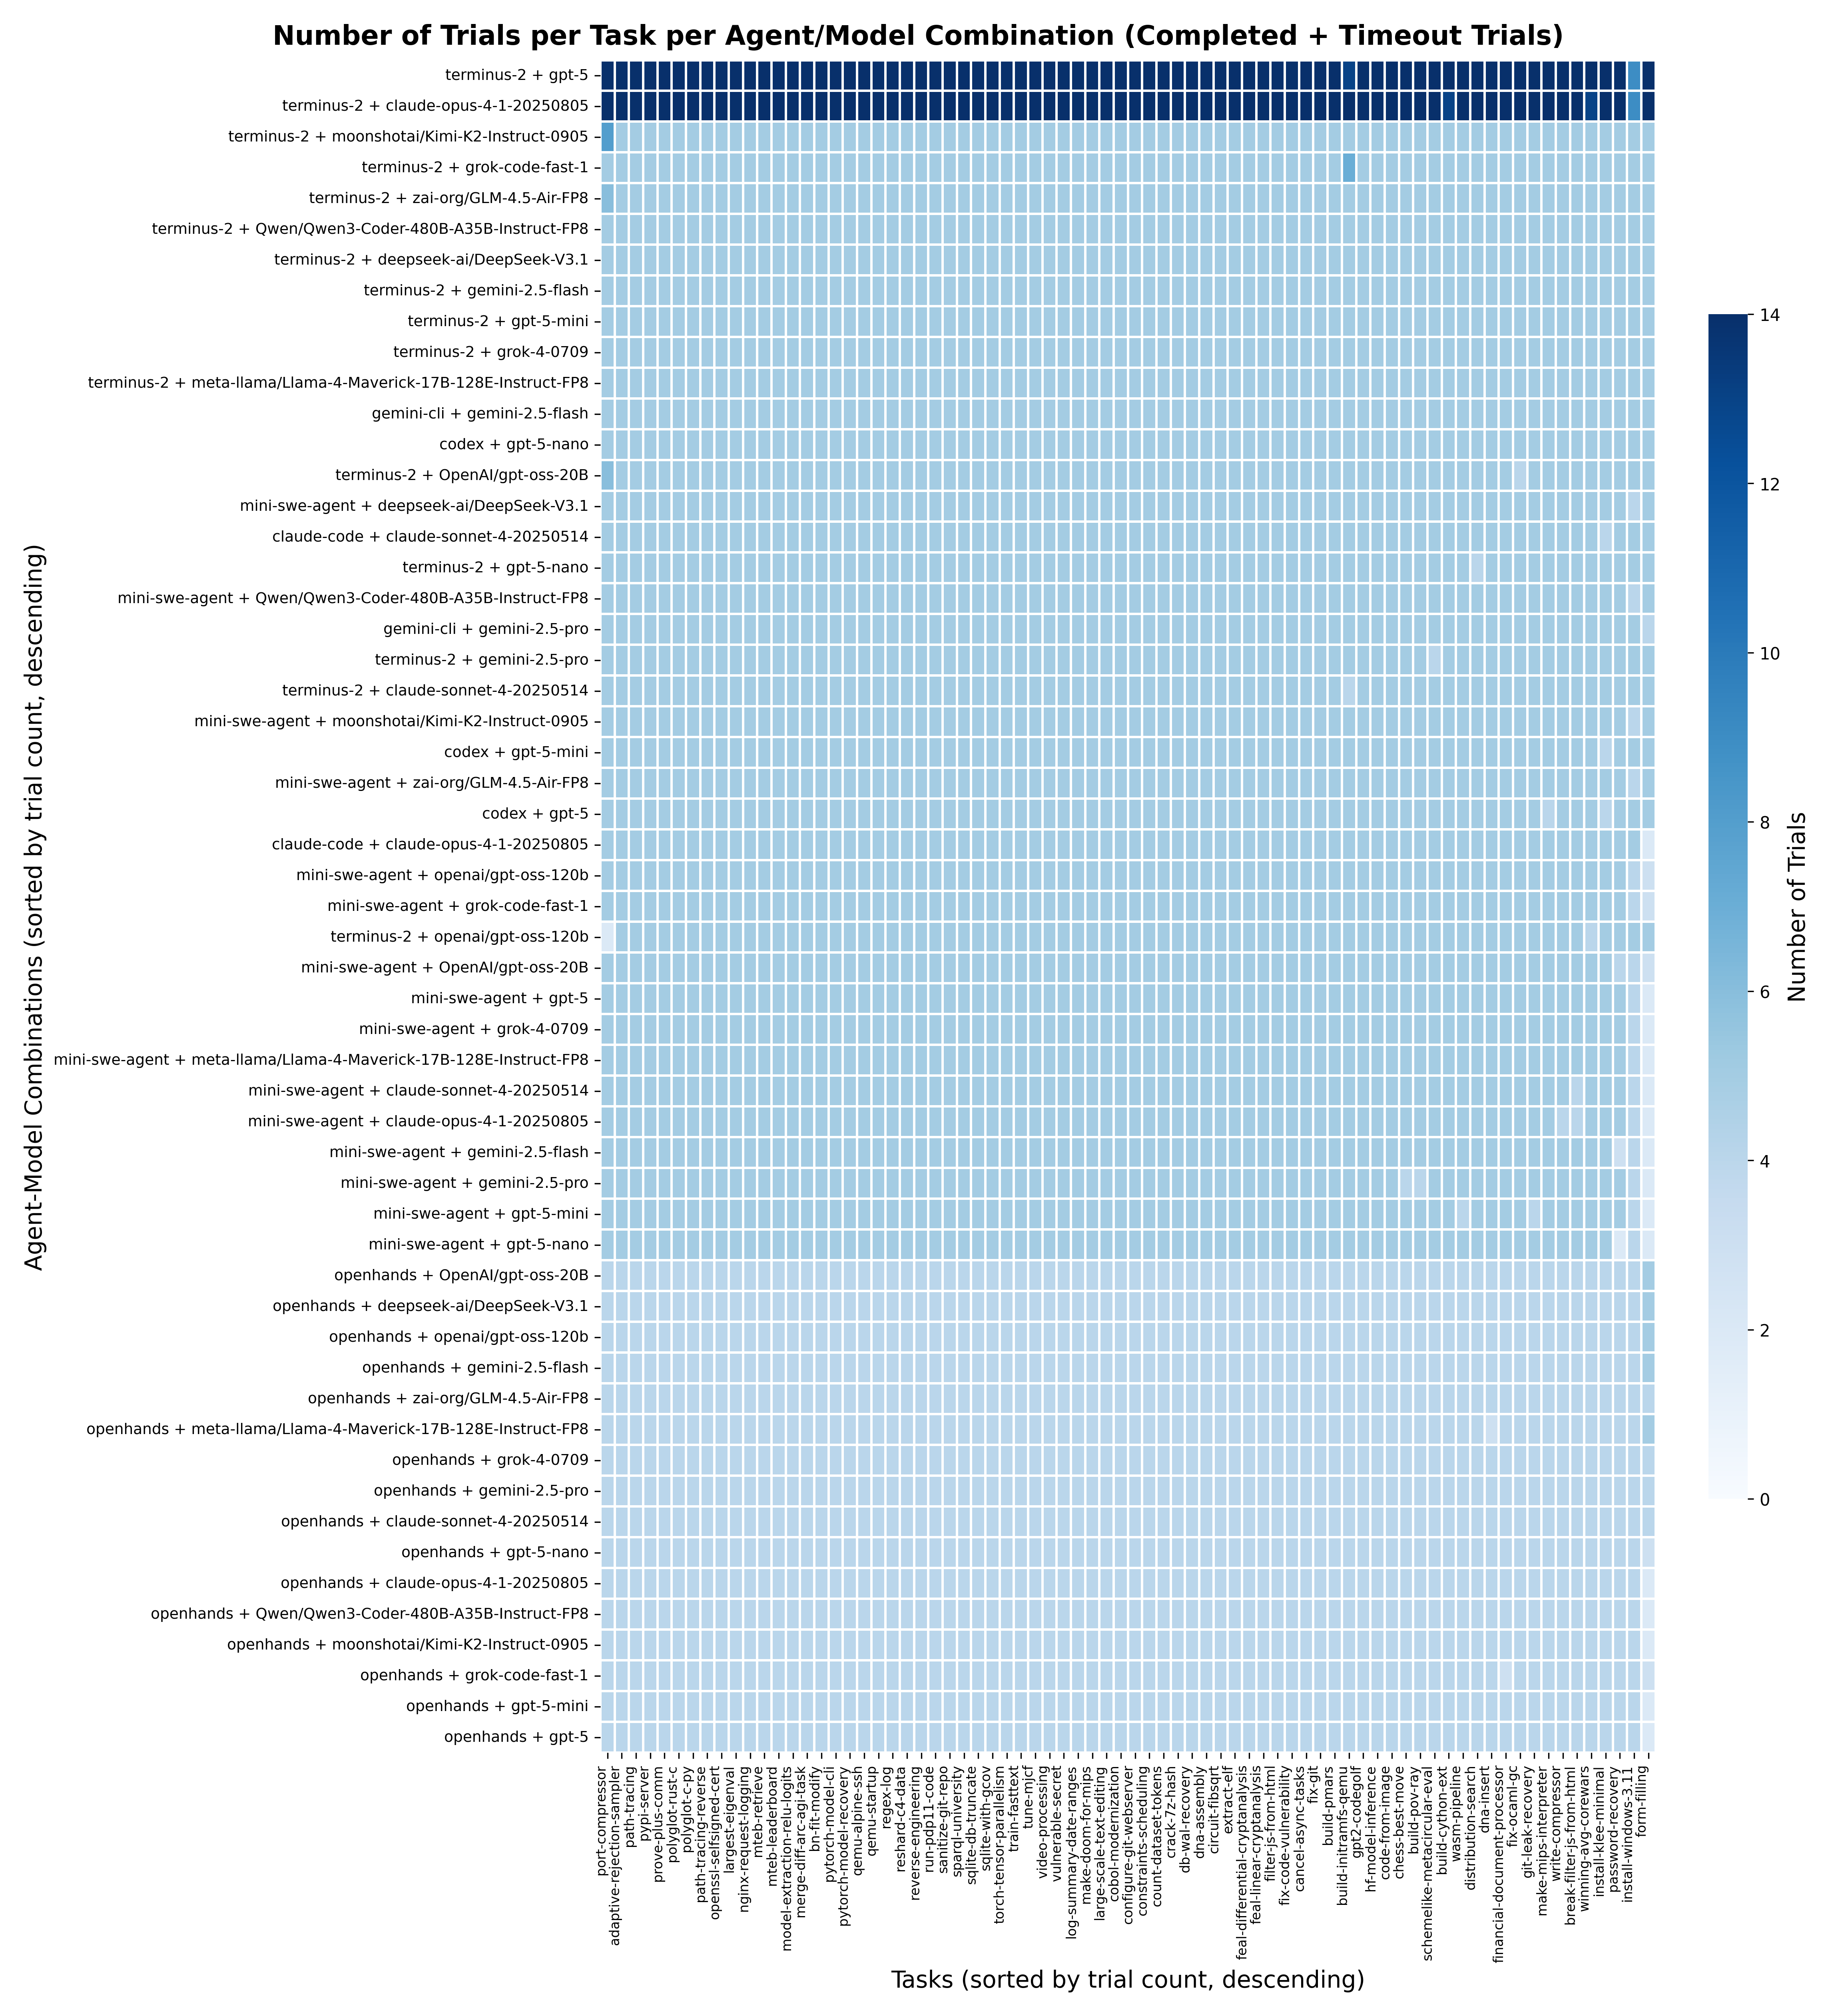 Number of Trials per Task per Agent/Model Combination (Completed + Timeout Trials)
Agent-Model Combinations (sorted by trial count, descending)
terminus-2 + gpt-5
terminus-2 + claude-opus-4-1-20250805
terminus-2 + moonshotai/Kimi-K2-Instruct-0905
terminus-2 + grok-code-fast-1
terminus-2 + zai-org/GLM-4.5-Air-FP8
terminus-2 + Qwen/Qwen3-Coder-480B-A35B-Instruct-FP8
terminus-2 + deepseek-ai/DeepSeek-V3.1
terminus-2 + gemini-2.5-flash
terminus-2 + gpt-5-mini
terminus-2 + grok-4-0709
terminus-2 + meta-llama/Llama-4-Maverick-17B-128E-Instruct-FP8
gemini-cli + gemini-2.5-flash
codex + gpt-5-nano
terminus-2 + OpenAI/gpt-oss-20B
mini-swe-agent + deepseek-ai/DeepSeek-V3.1
claude-code + claude-sonnet-4-20250514
terminus-2 + gpt-5-nano
mini-swe-agent + Qwen/Qwen3-Coder-480B-A35B-Instruct-FP8
gemini-cli + gemini-2.5-pro
terminus-2 + gemini-2.5-pro
terminus-2 + claude-sonnet-4-20250514
mini-swe-agent + moonshotai/Kimi-K2-Instruct-0905
codex + gpt-5-mini
mini-swe-agent + zai-org/GLM-4.5-Air-FP8
codex + gpt-5
claude-code + claude-opus-4-1-20250805
mini-swe-agent + openai/gpt-oss-120b
mini-swe-agent + grok-code-fast-1
terminus-2 + openai/gpt-oss-120b
mini-swe-agent + OpenAI/gpt-oss-20B
mini-swe-agent + gpt-5
mini-swe-agent + grok-4-0709
mini-swe-agent + meta-llama/Llama-4-Maverick-17B-128E-Instruct-FP8
mini-swe-agent + claude-sonnet-4-20250514
mini-swe-agent + claude-opus-4-1-20250805
mini-swe-agent + gemini-2.5-flash
mini-swe-agent + gemini-2.5-pro
mini-swe-agent + gpt-5-mini
mini-swe-agent + gpt-5-nano
openhands + OpenAI/gpt-oss-20B
openhands + deepseek-ai/DeepSeek-V3.1
openhands + openai/gpt-oss-120b
openhands + gemini-2.5-flash
openhands + zai-org/GLM-4.5-Air-FP8
openhands + meta-llama/Llama-4-Maverick-17B-128E-Instruct-FP8
openhands + grok-4-0709
openhands + gemini-2.5-pro
openhands + claude-sonnet-4-20250514
openhands + gpt-5-nano
openhands + claude-opus-4-1-20250805
openhands + Qwen/Qwen3-Coder-480B-A35B-Instruct-FP8
openhands + moonshotai/Kimi-K2-Instruct-0905
openhands + grok-code-fast-1
openhands + gpt-5-mini
openhands + gpt-5
port-compressor
adaptive-rejection-sampler
path-tracing
pypi-server
prove-plus-comm
polyglot-rust-c
polyglot-c-py
path-tracing-reverse
openssl-selfsigned-cert
largest-eigenval
nginx-request-logging
mteb-retrieve
mteb-leaderboard
model-extraction-relu-logits
merge-diff-arc-agi-task
bn-fit-modify
pytorch-model-cli
pytorch-model-recovery
qemu-alpine-ssh
qemu-startup
regex-log
reshard-c4-data
reverse-engineering
run-pdp11-code
sanitize-git-repo
sparql-university
sqlite-db-truncate
sqlite-with-gcov
torch-tensor-parallelism
train-fasttext
tune-mjcf
video-processing
vulnerable-secret
log-summary-date-ranges
make-doom-for-mips
large-scale-text-editing
cobol-modernization
configure-git-webserver
constraints-scheduling
count-dataset-tokens
crack-7z-hash
db-wal-recovery
dna-assembly
circuit-fibsqrt
extract-elf
feal-differential-cryptanalysis
feal-linear-cryptanalysis
filter-js-from-html
fix-code-vulnerability
cancel-async-tasks
fix-git
build-pmars
build-initramfs-qemu
gpt2-codegolf
hf-model-inference
code-from-image
chess-best-move
build-pov-ray
schemelike-metacircular-eval
build-cython-ext
wasm-pipeline
distribution-search
dna-insert
financial-document-processor
fix-ocaml-gc
git-leak-recovery
make-mips-interpreter
write-compressor
break-filter-js-from-html
winning-avg-corewars
install-klee-minimal
password-recovery
install-windows-3.11
form-filling
Tasks (sorted by trial count, descending)
14
12
10
8
6
4
2
0
Number of Trials